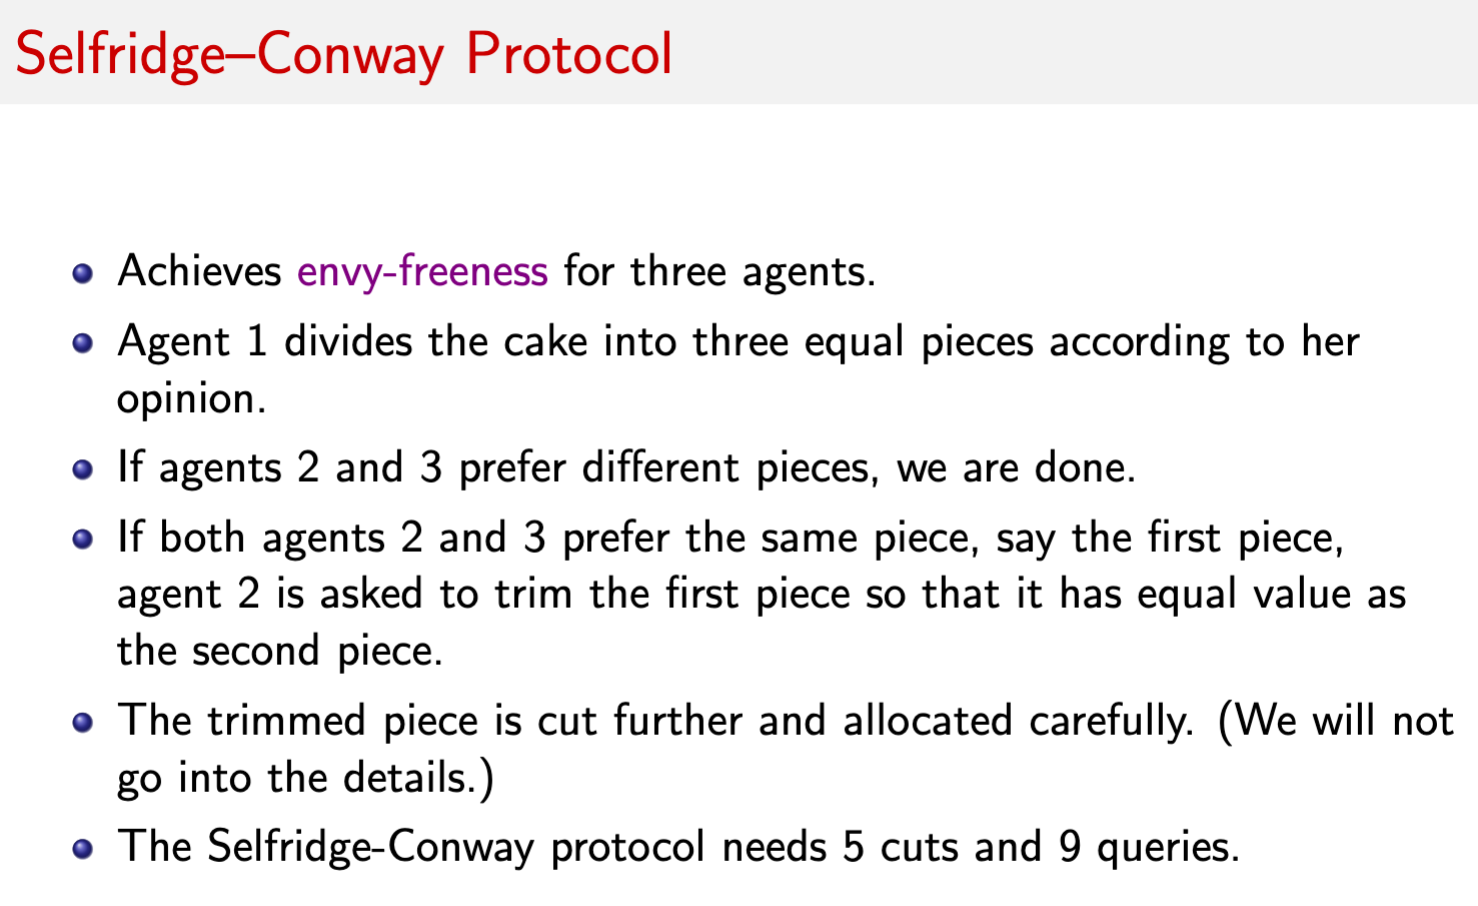 Selfridge–Conway Protocol
Achieves envy-freeness for three agents.
Agent 1 divides the cake into three equal pieces according to her
opinion.
If agents 2 and 3 prefer different pieces, we are done.
If both agents 2 and 3 prefer the same piece, say the first piece,
agent 2 is asked to trim the first piece so that it has equal value as
the second piece.
The trimmed piece is cut further and allocated carefully. (We will not
go into the details.)
The Selfridge-Conway protocol needs 5 cuts and 9 queries.